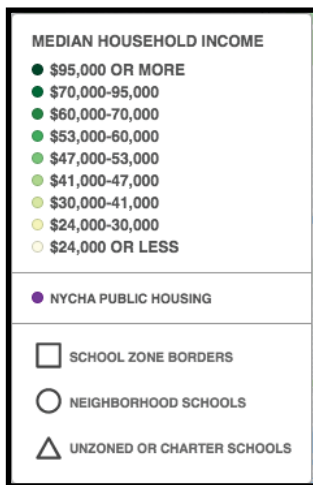 MEDIAN HOUSEHOLD INCOME
$95,000 OR MORE
$70,000-95,000
$60,000-70,000
$53,000-60,000
$47,000-53,000
$41,000-47,000
$30,000-41,000
$24,000-30,000
$24,000 OR LESS
NYCHA PUBLIC HOUSING
SCHOOL ZONE BORDERS
NEIGHBORHOOD SCHOOLS
UNZONED OR CHARTER SCHOOLS